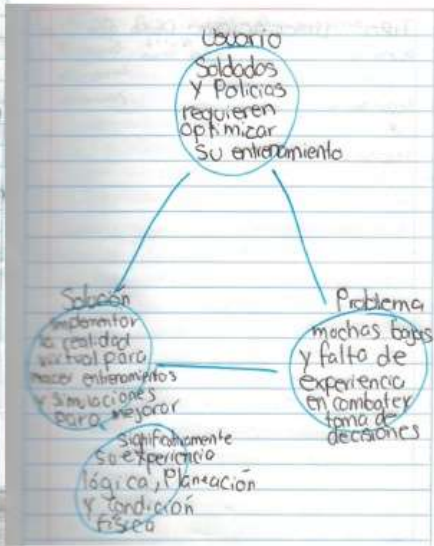 Usuario
Soldados
y Policias
requieren
optimizar
su entrenamiento
Solución
implementar
la realidad
virtual para
hacer entrenamientos
y simulaciones
para mejorar
significativamente
su experiencia
lógica, Planeación
y condición
física
Problema
muchas bajas
y falta de
experiencia
en combate y
toma de
decisiones